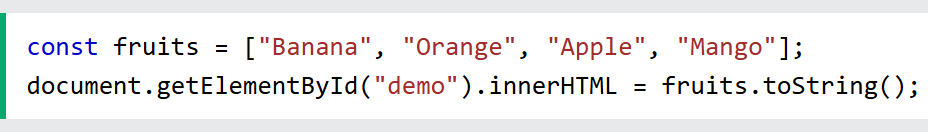 const fruits = ["Banana", "Orange", "Apple", "Mango"];
document.getElementById("demo").innerHTML = fruits.toString();